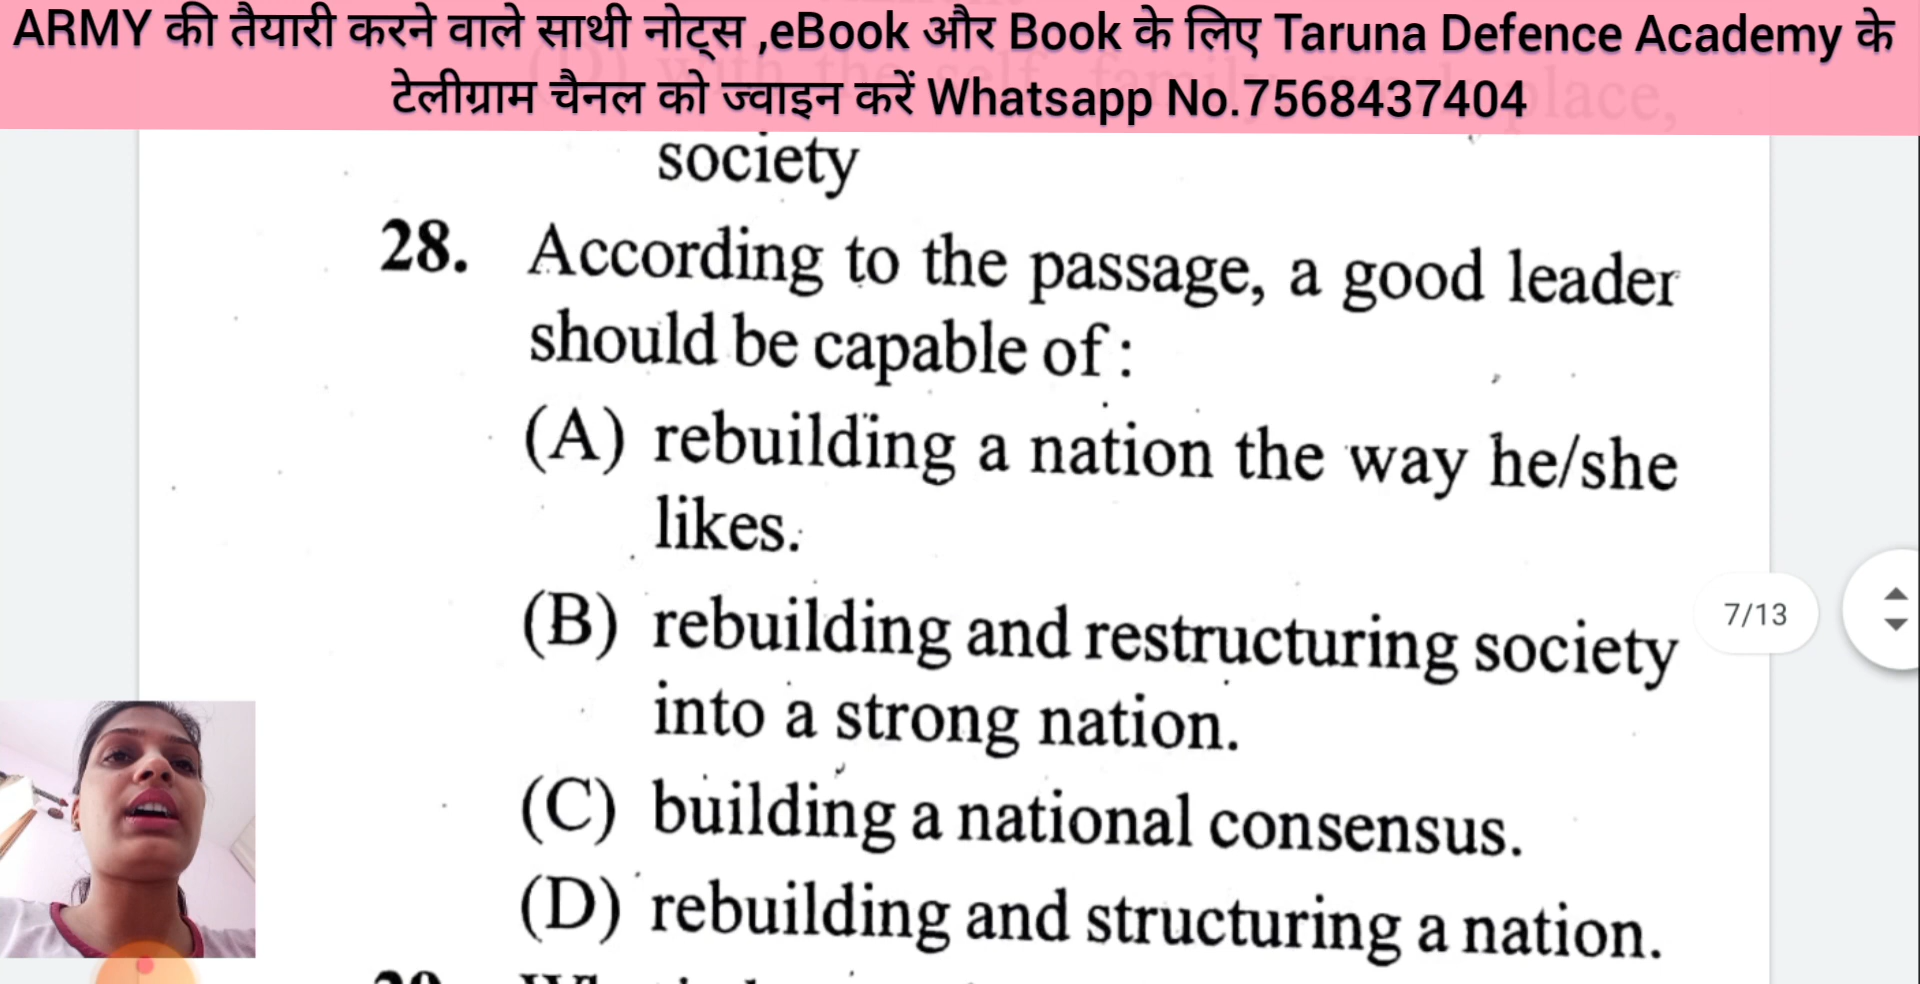 ARMY की तैयारी करने वाले साथी नोट्स ,eBook और Book के लिए Taruna Defence Academy के
टेलीग्राम चैनल को ज्वाइन करें Whatsapp No.7568437404
society
28. According to the passage, a good leader
should be capable of :
(A) rebuilding a nation the way he/she
likes.
(B) rebuilding and restructuring society
into a strong nation.
7/13
(C) building a national consensus.
(D) rebuilding and structuring a nation.